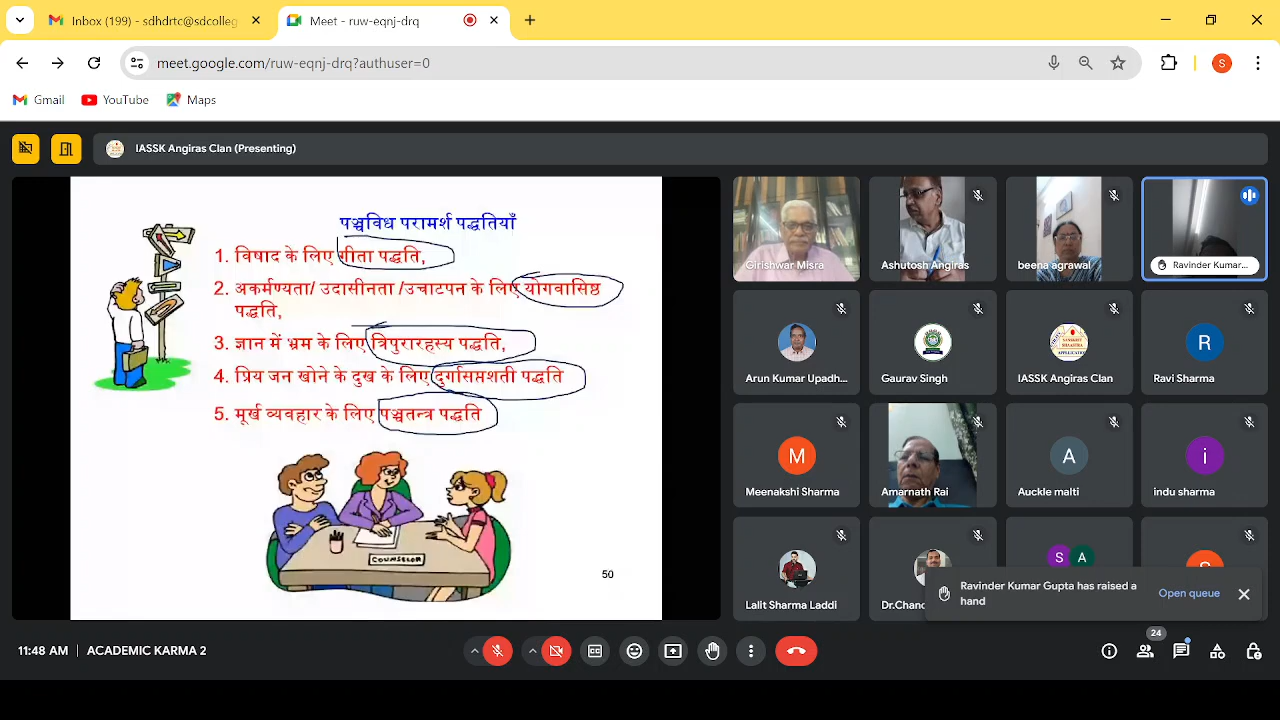 Inbox (199) - sdhdrtc@sdcolleg
Meet - ruw-eqnj-drq
meet.google.com/ruw-eqnj-drq?authuser=0
Gmail
YouTube
Maps
IASSK Angiras Clan (Presenting)
पञ्चविध परामर्श पद्धतियाँ
1. विषाद के लिए गीता पद्धति,
2. अकर्मण्यता/ उदासीनता /उचाटपन के लिए योगवासिष्ठ
पद्धति,
3. ज्ञान में भ्रम के लिए त्रिपुरारहस्य पद्धति,
4. प्रिय जन खोने के दुख के लिए दुर्गासप्तशती पद्धति
5. मूर्ख व्यवहार के लिए पञ्चतन्त्र पद्धति
COUNSELOR
50
Girishwar Misra
Ashutosh Angiras
beena agrawal
Ravinder Kumar...
Arun Kumar Upadh...
Gaurav Singh
SANSKRIT
SHAASTRA
APPLICATION
IASSK Angiras Clan
R
Ravi Sharma
M
Meenakshi Sharma
Amarnath Rai
A
Auckle malti
i
indu sharma
Lalit Sharma Laddi
Dr.Chand
S A
Ravinder Kumar Gupta has raised a
hand
Open queue
11:48 AM | ACADEMIC KARMA 2
24